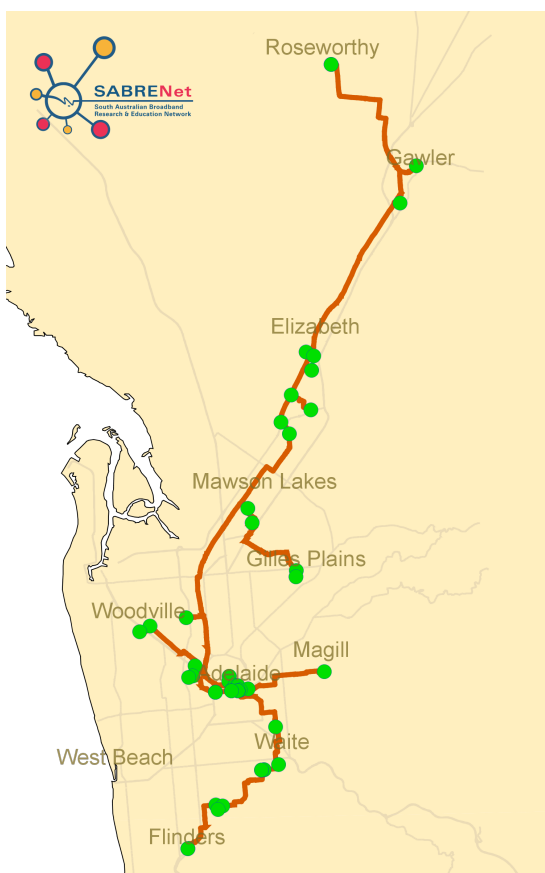 Roseworthy
SABRENet
South Australian Broadband
Research & Education Network
Gawler
Elizabeth
Mawson Lakes
Gilles Plains
Woodville
Magill
Adelaide
Waite
West Beach
Flinders